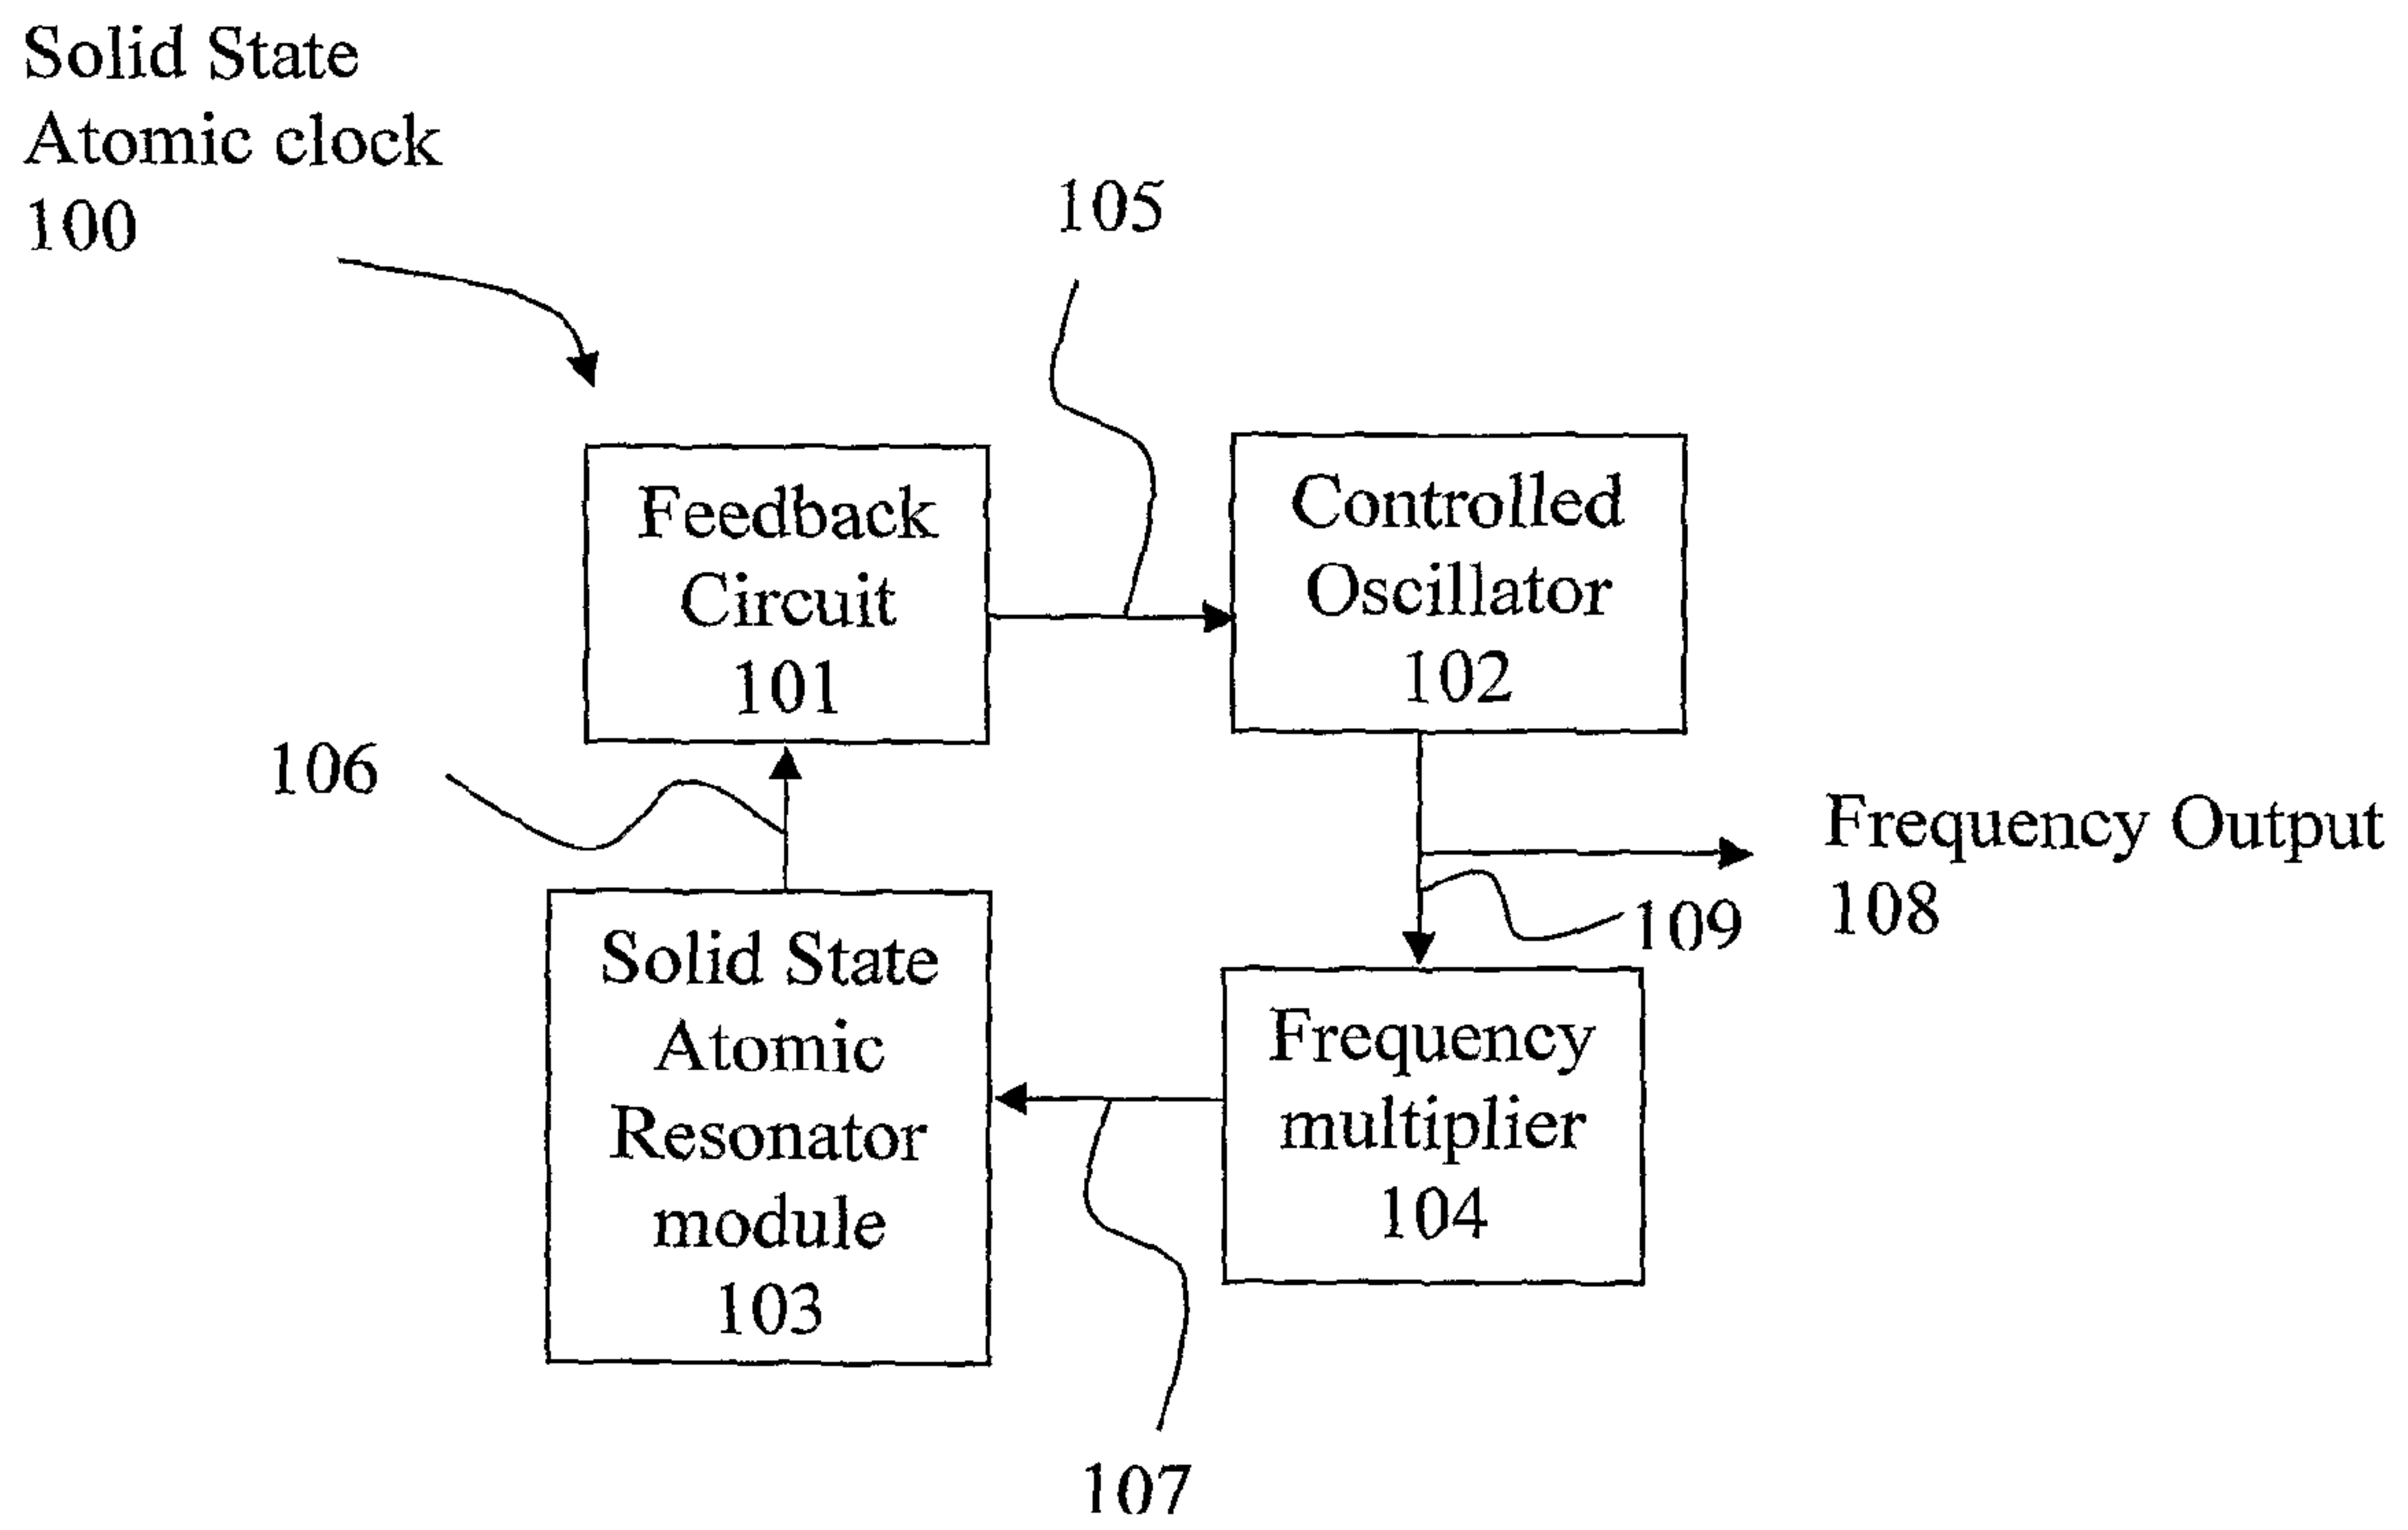 Solid State
Atomic clock
100
105
Feedback
Circuit
101
Controlled
Oscillator
102
106
Frequency Output
108
109
Solid State
Atomic
Resonator
module
103
Frequency
multiplier
104
107